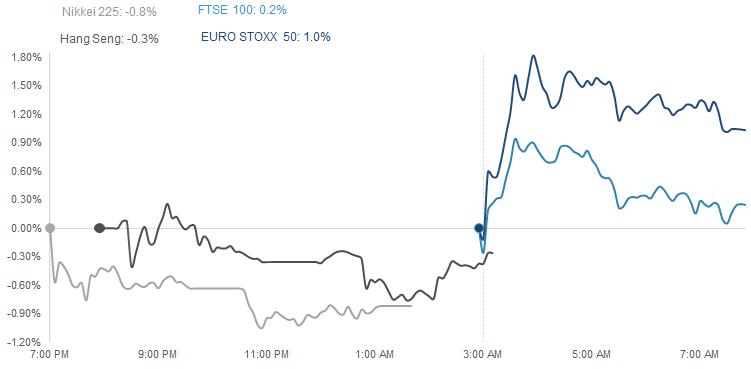 Nikkei 225: -0.8%
FTSE 100: 0.2%
Hang Seng: -0.3%
EURO STOXX 50: 1.0%
1.80%
1.50%
1.20%
0.90%
0.60%
0.30%
0.00%
-0.30%
-0.60%
-0.90%
-1.20%
7:00 PM
9:00 PM
11:00 PM
1:00 AM
3:00 AM
5:00 AM
7:00 AM